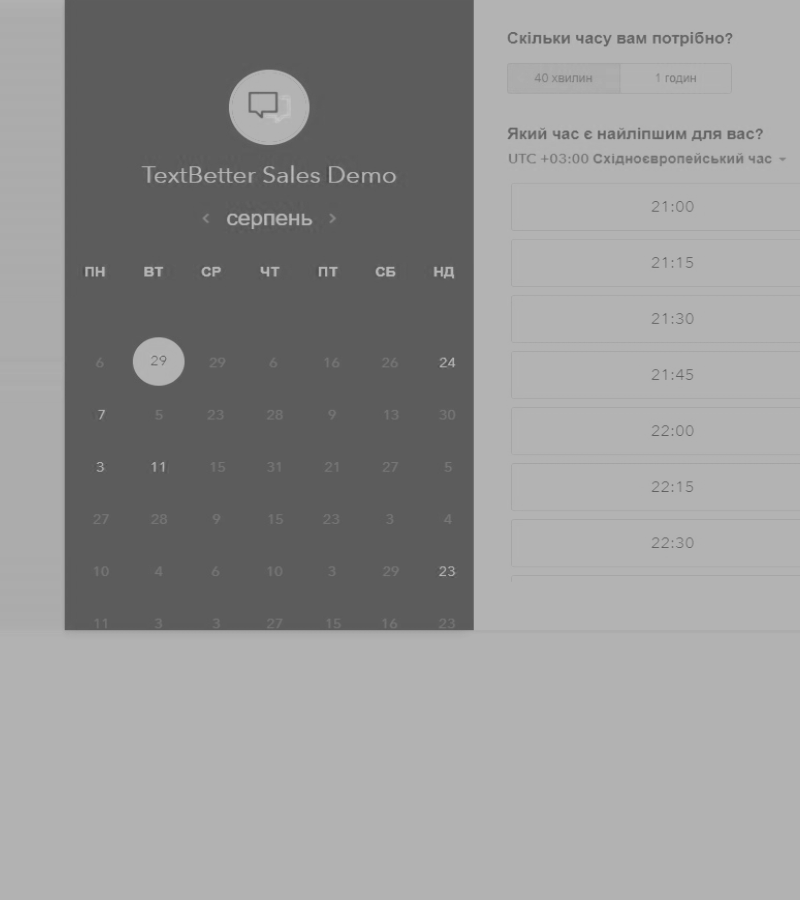 TextBetter Sales Demo
серпень
ПН ВТ СР ЧТ ПТ СБ НД
6 29 29 6 16 26 24
7 5 23 28 9 13 30
3 11 15 31 21 27 5
27 28 9 15 23 3 4
10 4 6 10 3 29 23
11 3 3 27 15 16 23
Скільки часу вам потрібно?
40 хвилин 1 годин
Який час є найліпшим для вас?
UTC +03:00 Східноєвропейський час
21:00
21:15
21:30
21:45
22:00
22:15
22:30